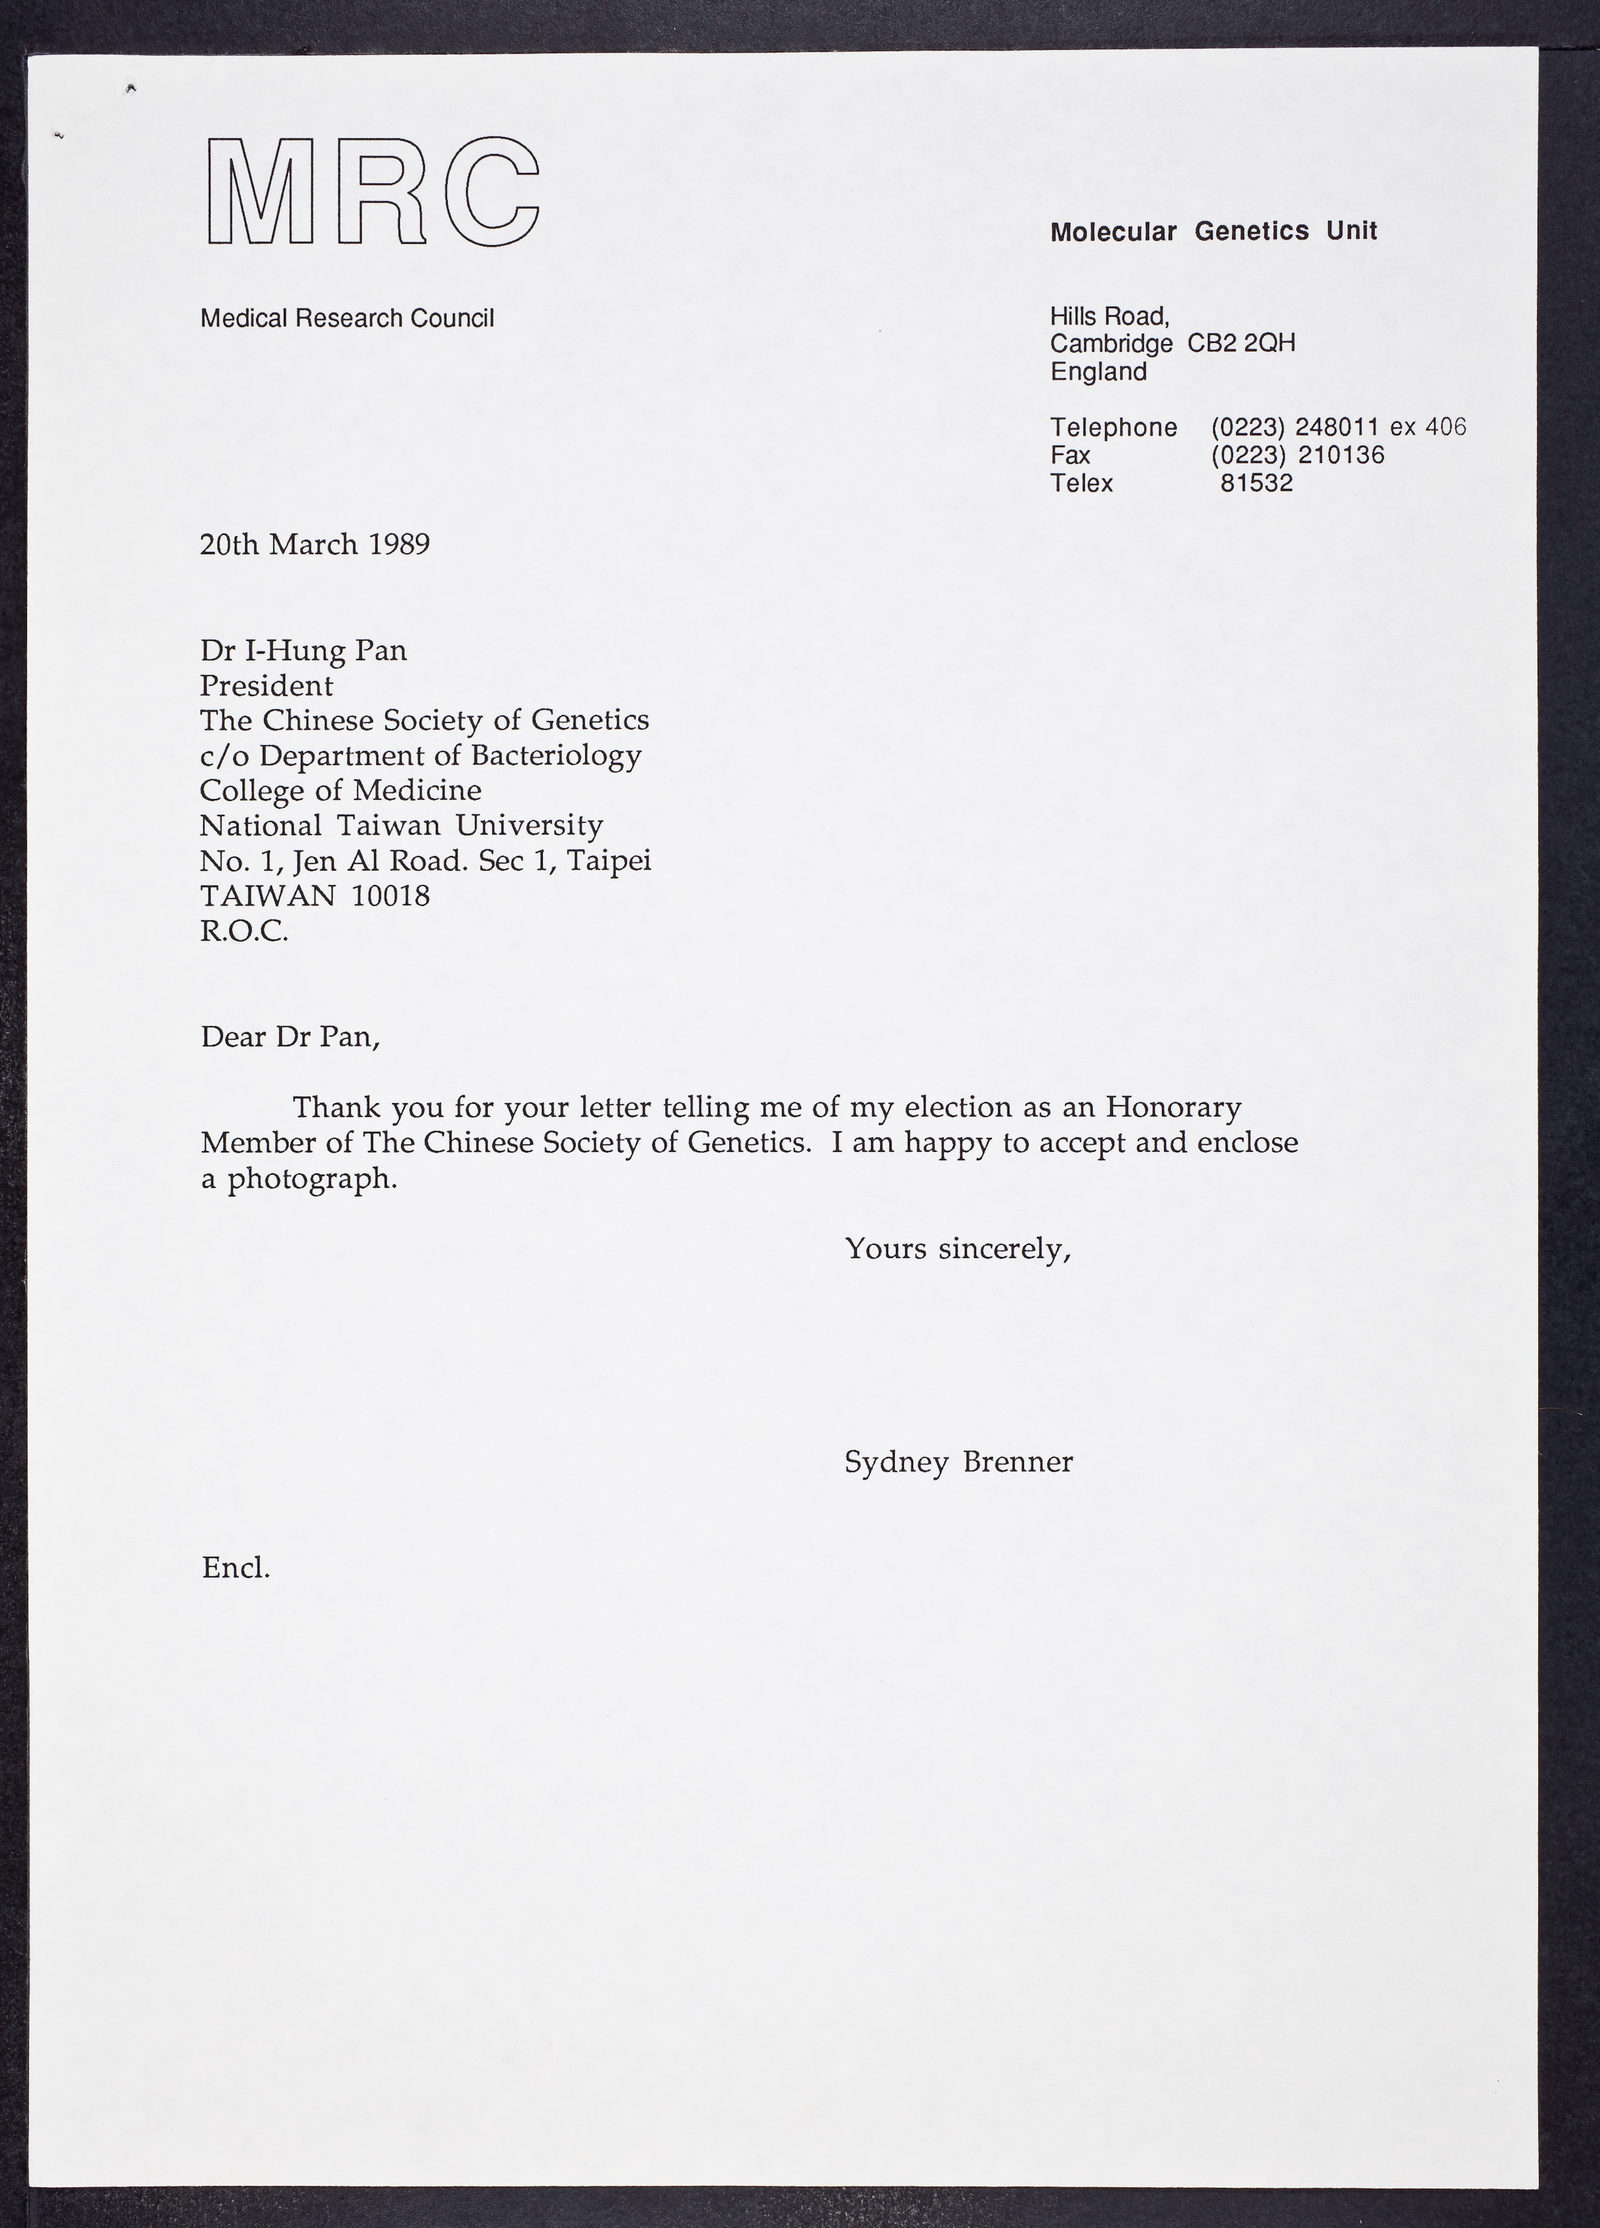 MRC
Medical Research Council
Molecular Genetics Unit
Hills Road,
Cambridge CB2 2QH
England
Telephone (0223) 248011 ex 406
Fax (0223) 210136
Telex 81532
20th March 1989
Dr I-Hung Pan
President
The Chinese Society of Genetics
c/o Department of Bacteriology
College of Medicine
National Taiwan University
No. 1, Jen Al Road. Sec 1, Taipei
TAIWAN 10018
R.O.C.
Dear Dr Pan,
Thank you for your letter telling me of my election as an Honorary
Member of The Chinese Society of Genetics. I am happy to accept and enclose
a photograph.
Yours sincerely,
Sydney Brenner
Encl.